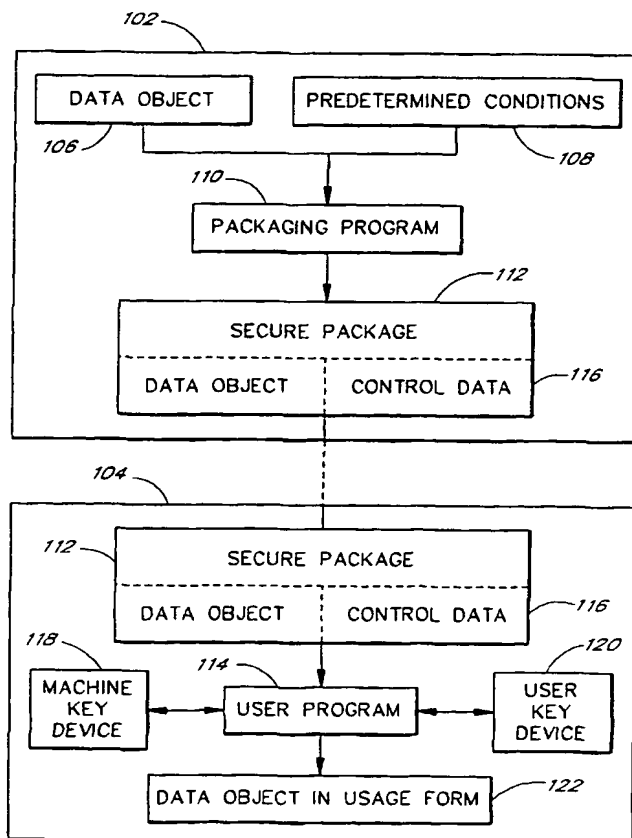 102
DATA OBJECT
PREDETERMINED CONDITIONS
106
108
110
PACKAGING PROGRAM
112
SECURE PACKAGE
DATA OBJECT
CONTROL DATA
116
104
112
SECURE PACKAGE
DATA OBJECT
CONTROL DATA
116
118
114
120
MACHINE
KEY
DEVICE
USER PROGRAM
USER
KEY
DEVICE
DATA OBJECT IN USAGE FORM
122